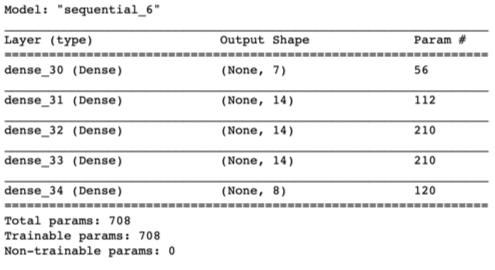 Model: "sequential_6"
Layer (type) Output Shape Param #
dense_30 (Dense) (None, 7) 56
dense_31 (Dense) (None, 14) 112
dense_32 (Dense) (None, 14) 210
dense_33 (Dense) (None, 14) 210
dense_34 (Dense) (None, 8) 120
Total params: 708
Trainable params: 708
Non-trainable params: 0